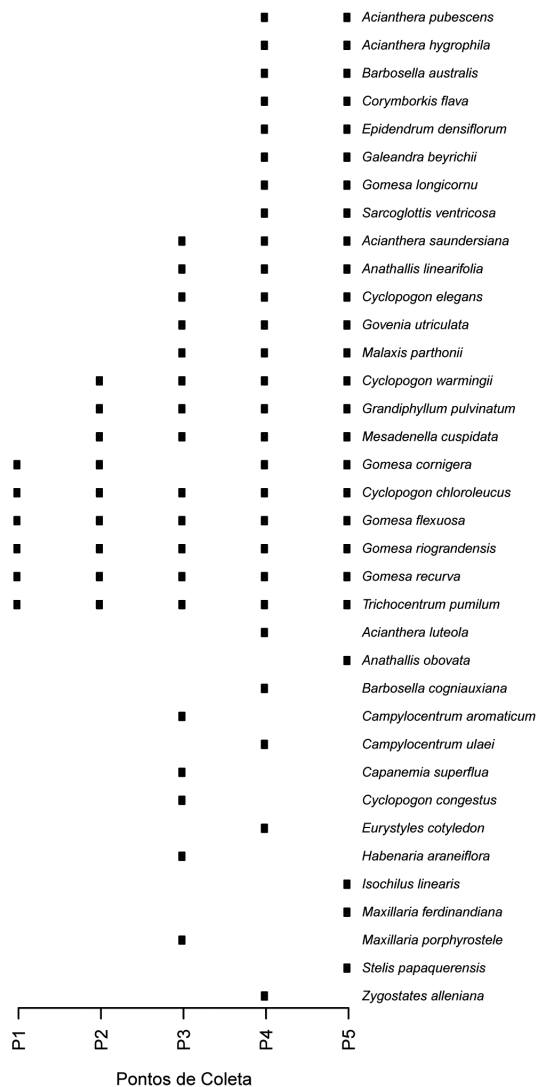 Acianthera pubescens
Acianthera hygrophila
Barbosella australis
Corymborkis flava
Epidendrum densiflorum
Galeandra beyrichii
Gomesa longicornu
Sarcoglottis ventricosa
Acianthera saundersiana
Anathallis linearifolia
Cyclopogon elegans
Govenia utriculata
Malaxis parthonii
Cyclopogon warmingii
Grandiphyllum pulvinatum
Mesadenella cuspidata
Gomesa cornigera
Cyclopogon chloroleucus
Gomesa flexuosa
Gomesa riograndensis
Gomesa recurva
Trichocentrum pumilum
Acianthera luteola
Anathallis obovata
Barbosella cogniauxiana
Campylocentrum aromaticum
Campylocentrum ulaei
Capanemia superflua
Cyclopogon congestus
Eurystyles cotyledon
Habenaria araneiflora
Isochilus linearis
Maxillaria ferdinandiana
Maxillaria porphyrostele
Stelis papaquerensis
Zygostates alleniana
P1 P2 P3 P4 P5
Pontos de Coleta